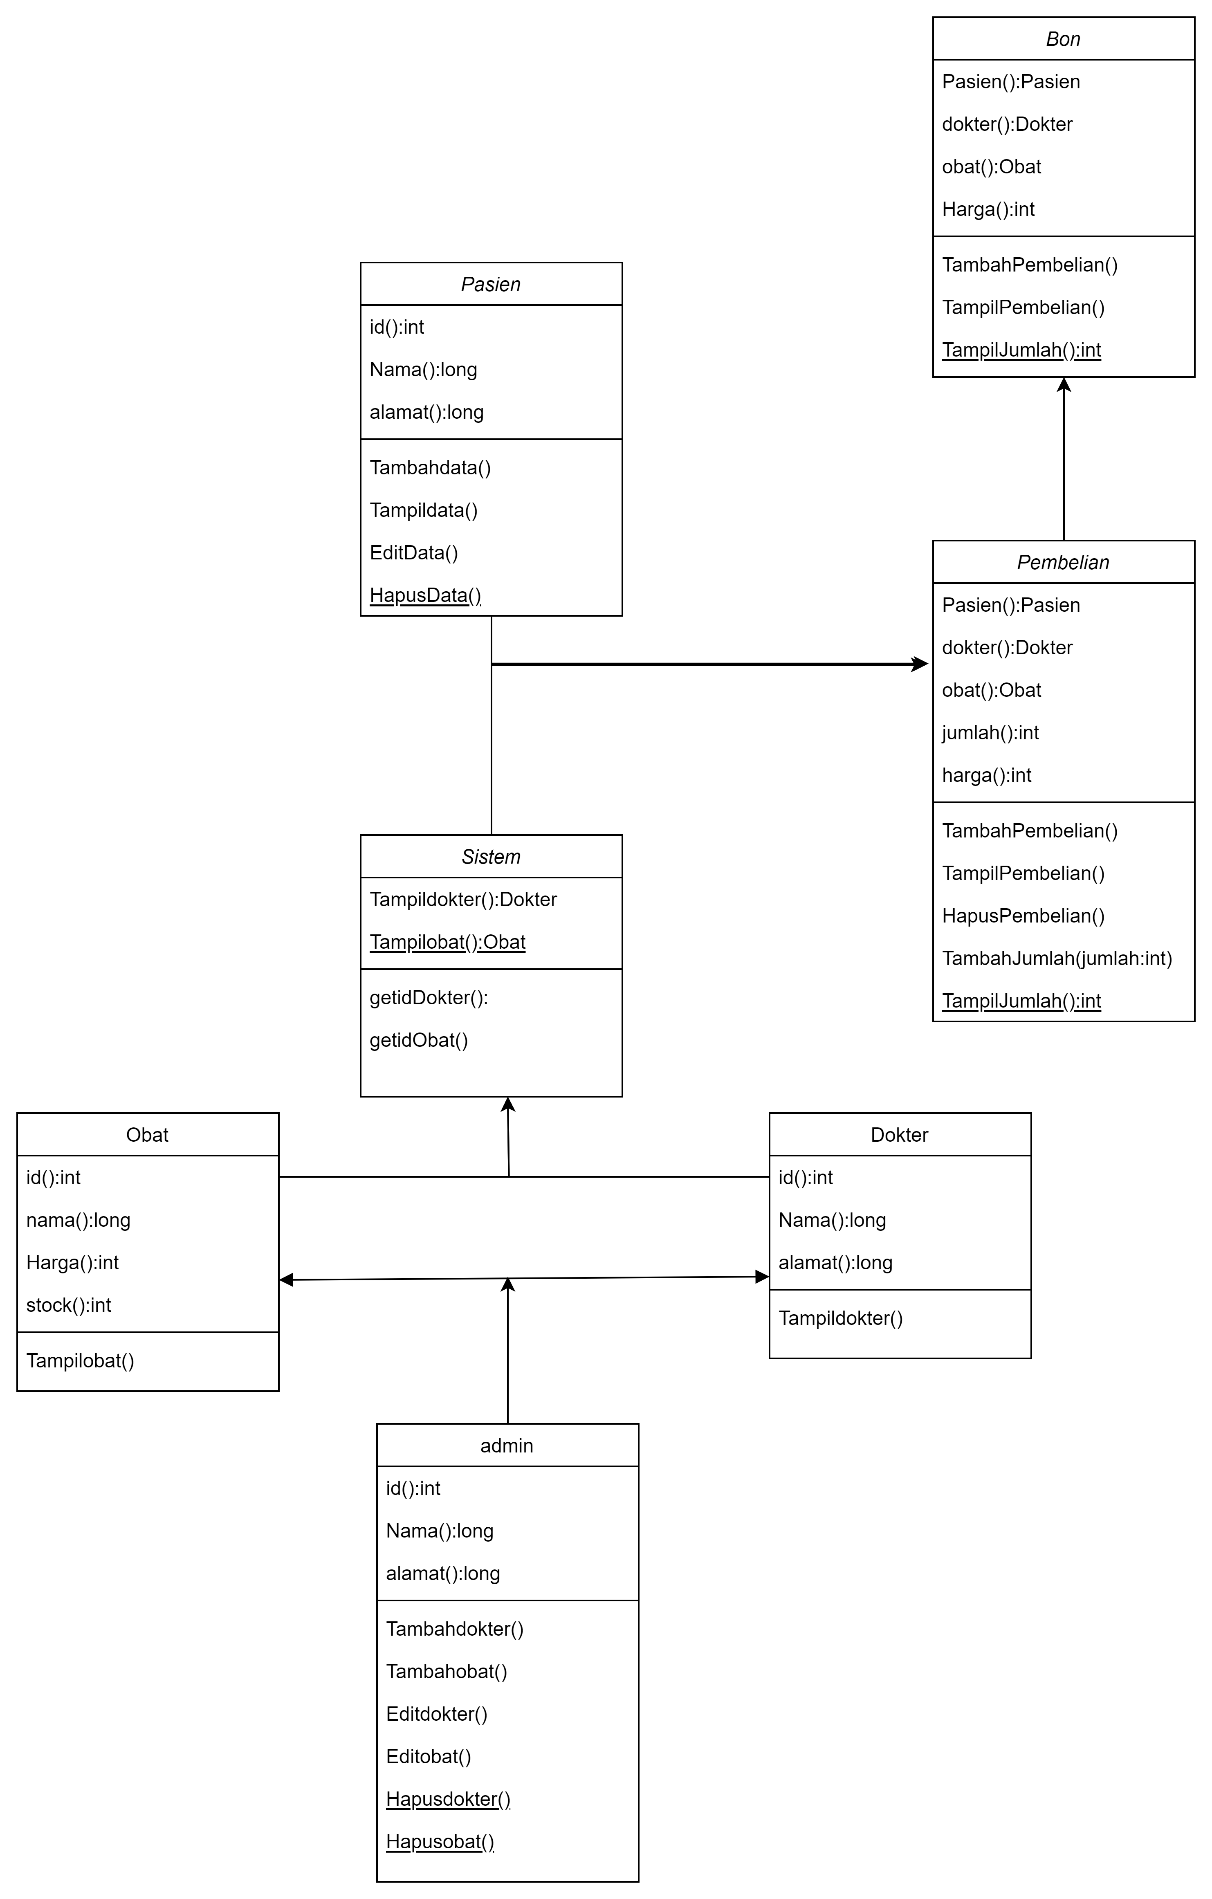 Bon
Pasien():Pasien
dokter():Dokter
obat():Obat
Harga():int
TambahPembelian()
TampilPembelian()
TampilJumlah():int
Pasien
id():int
Nama():long
alamat():long
Tambahdata()
Tampildata()
EditData()
HapusData()
Pembelian
Pasien():Pasien
dokter():Dokter
obat():Obat
jumlah():int
harga():int
TambahPembelian()
TampilPembelian()
HapusPembelian()
TambahJumlah(jumlah:int)
TampilJumlah():int
Sistem
Tampildokter():Dokter
Tampilobat():Obat
getidDokter():
getidObat()
Obat
id():int
nama():long
Harga():int
stock():int
Tampilobat()
Dokter
id():int
Nama():long
alamat():long
Tampildokter()
admin
id():int
Nama():long
alamat():long
Tambahdokter()
Tambahobat()
Editdokter()
Editobat()
Hapusdokter()
Hapusobat()